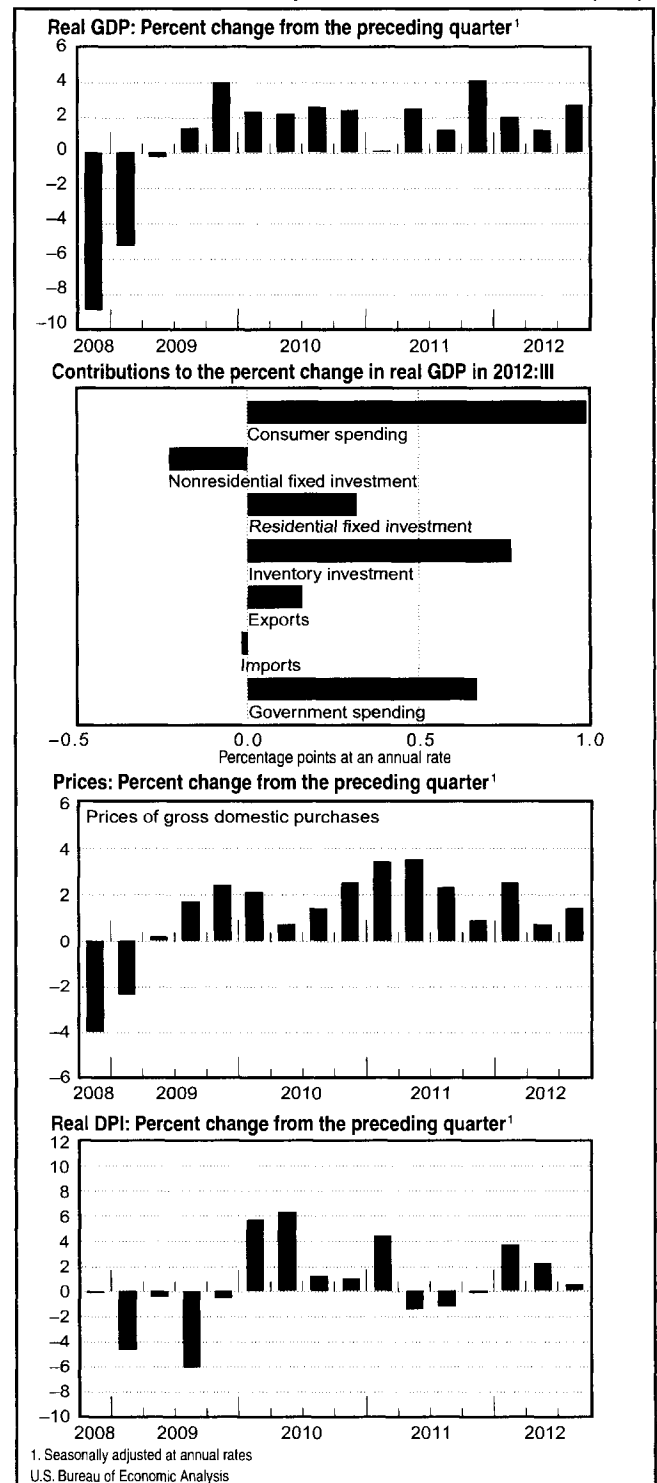 Real GDP: Percent change from the preceding quarter¹
6
4
2
0
−2
−4
−6
−8
−10
2008 2009 2010 2011 2012
Contributions to the percent change in real GDP in 2012:III
Consumer spending
Nonresidential fixed investment
Residential fixed investment
Inventory investment
Exports
Imports
Government spending
−0.5 0.0 0.5 1.0
Percentage points at an annual rate
Prices: Percent change from the preceding quarter¹
6
Prices of gross domestic purchases
4
2
0
−2
−4
−6
2008 2009 2010 2011 2012
Real DPI: Percent change from the preceding quarter¹
12
10
8
6
4
2
0
−2
−4
−6
−8
−10
2008 2009 2010 2011 2012
1. Seasonally adjusted at annual rates
U.S. Bureau of Economic Analysis